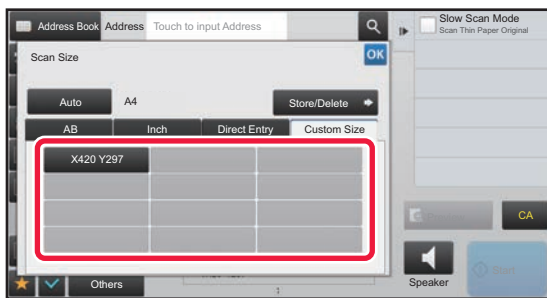 Address Book Address Touch to input Address
Slow Scan Mode
Scan Thin Paper Original
Scan Size
OK
Auto A4 Store/Delete
AB Inch Direct Entry Custom Size
X420 Y297
CA
Others
Speaker
Start